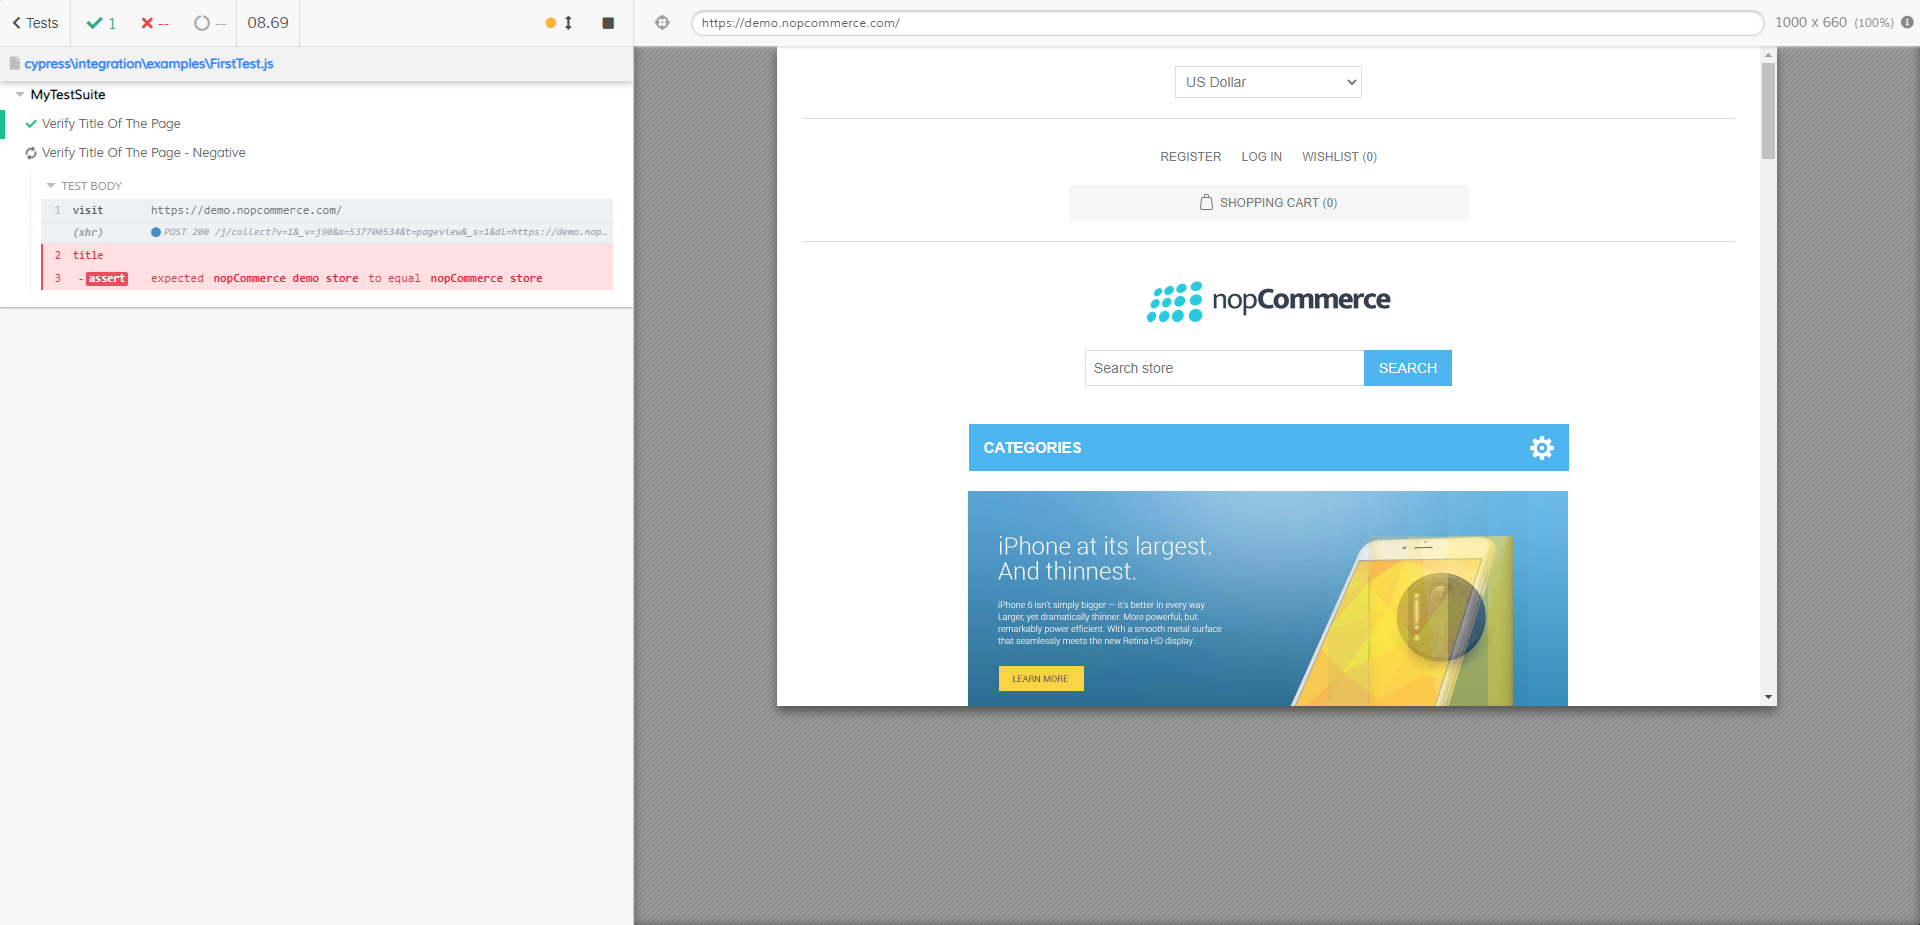 Tests
1
--
--
08.69
https://demo.nopcommerce.com/
1000 x 660 (100%)
cypress\integration\examples\FirstTest.js
MyTestSuite
Verify Title Of The Page
Verify Title Of The Page - Negative
TEST BODY
1 visit https://demo.nopcommerce.com/
(xhr) POST 200 /j/collect?v=1&_v=j90&a=537700534&t=pageview&_s=1&dl=https://demo.nop...
2 title
3 -assert expected nopCommerce demo store to equal nopCommerce store
US Dollar
REGISTER LOG IN WISHLIST (0)
SHOPPING CART (0)
nopCommerce
Search store SEARCH
CATEGORIES
iPhone at its largest.
And thinnest.
iPhone 6 isn't simply bigger — it's better in every way.
Larger, yet dramatically thinner. More powerful, but
remarkably power efficient. With a smooth metal surface
that seamlessly meets the new Retina HD display.
LEARN MORE